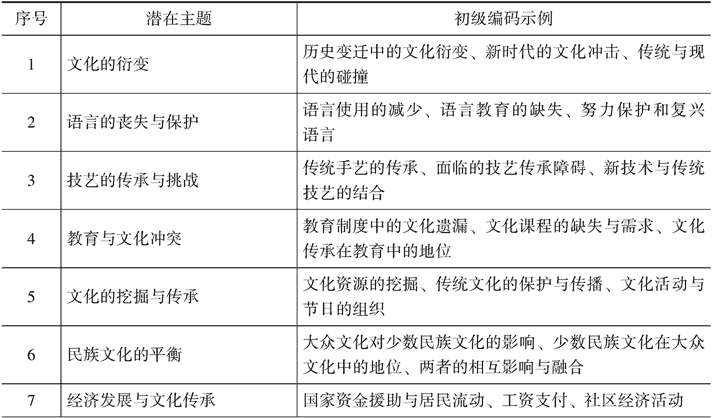 序号 潜在主题 初级编码示例
1 文化的衍变 历史变迁中的文化衍变、新时代的文化冲击、传统与现
代的碰撞
2 语言的丧失与保护 语言使用的减少、语言教育的缺失、努力保护和复兴
语言
3 技艺的传承与挑战 传统手艺的传承、面临的技艺传承障碍、新技术与传统
技艺的结合
4 教育与文化冲突 教育制度中的文化遗漏、文化课程的缺失与需求、文化
传承在教育中的地位
5 文化的挖掘与传承 文化资源的挖掘、传统文化的保护与传播、文化活动与
节日的组织
6 民族文化的平衡 大众文化对少数民族文化的影响、少数民族文化在大众
文化中的地位、两者的相互影响与融合
7 经济发展与文化传承 国家资金援助与居民流动、工资支付、社区经济活动